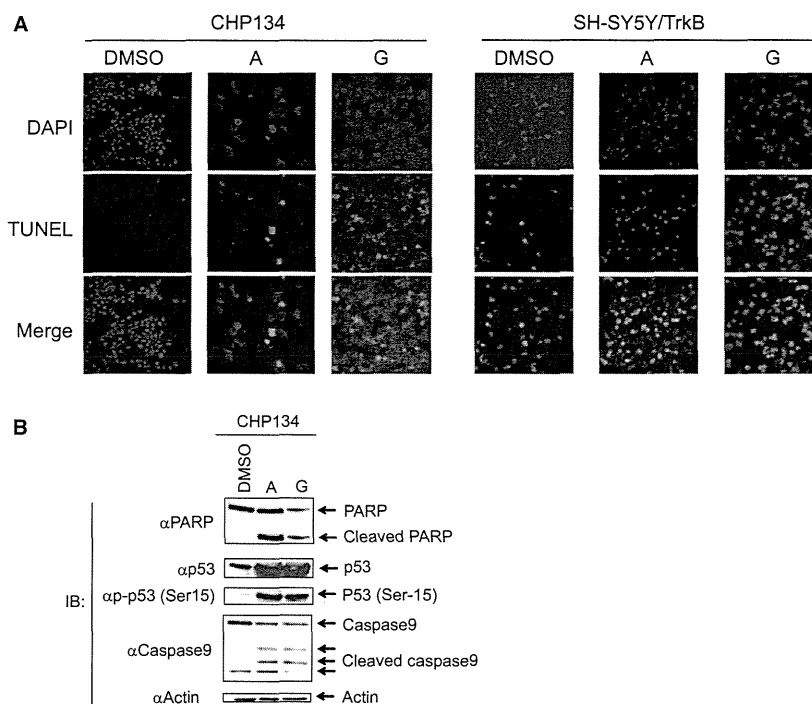 A
CHP134
SH-SY5Y/TrkB
DMSO A G DMSO A G
DAPI
TUNEL
Merge
B
CHP134
DMSO A G
IB:
αPARP
PARP
Cleaved PARP
αp53
p53
αp-p53 (Ser15)
P53 (Ser-15)
αCaspase9
Caspase9
Cleaved caspase9
αActin
Actin